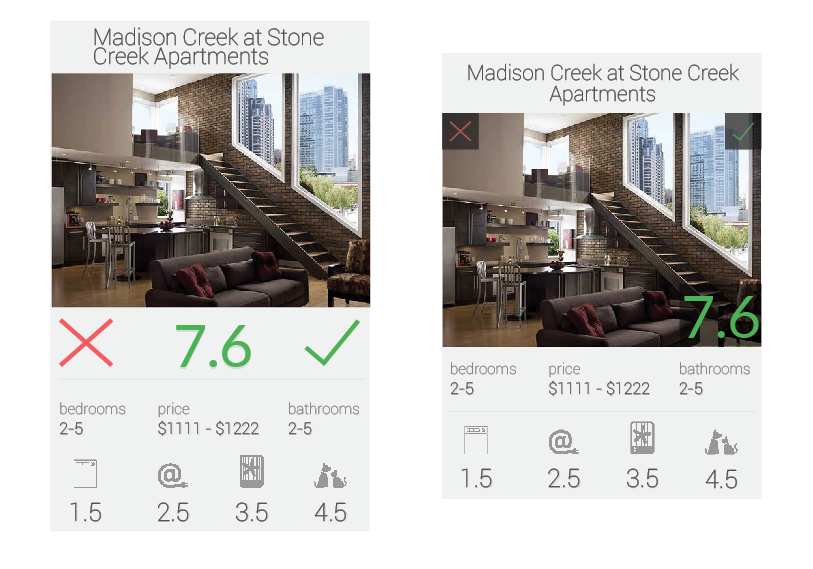 Madison Creek at Stone
Creek Apartments
7.6
bedrooms price bathrooms
2-5 $1111 - $1222 2-5
@
1.5 2.5 3.5 4.5
Madison Creek at Stone Creek
Apartments
7.6
bedrooms price bathrooms
2-5 $1111 - $1222 2-5
@
1.5 2.5 3.5 4.5